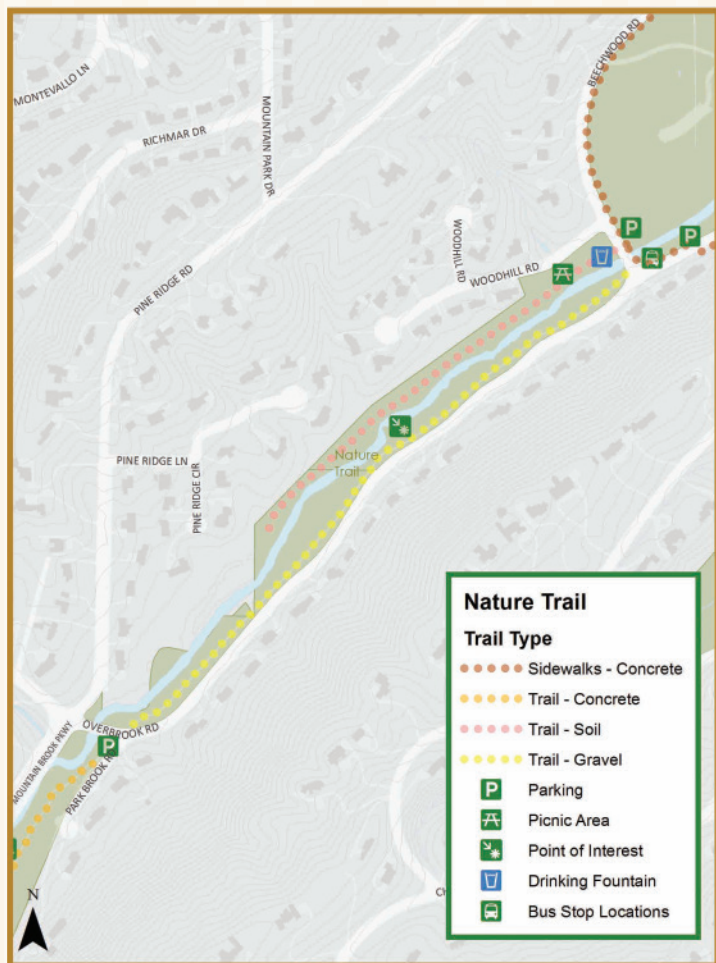 BEECHWOOD RD
MONTEVALLO LN
RICHMAR DR
MOUNTAIN PARK DR
P
P
WOODHILL RD
WOODHILL RD
PINE RIDGE RD
Nature
Trail
PINE RIDGE LN
PINE RIDGE CIR
OVERBROOK RD
P
MOUNTAIN BROOK PKWY
PARK BROOK R
N
CH
Nature Trail
Trail Type
Sidewalks - Concrete
Trail - Concrete
Trail - Soil
Trail - Gravel
P Parking
Picnic Area
Point of Interest
Drinking Fountain
Bus Stop Locations